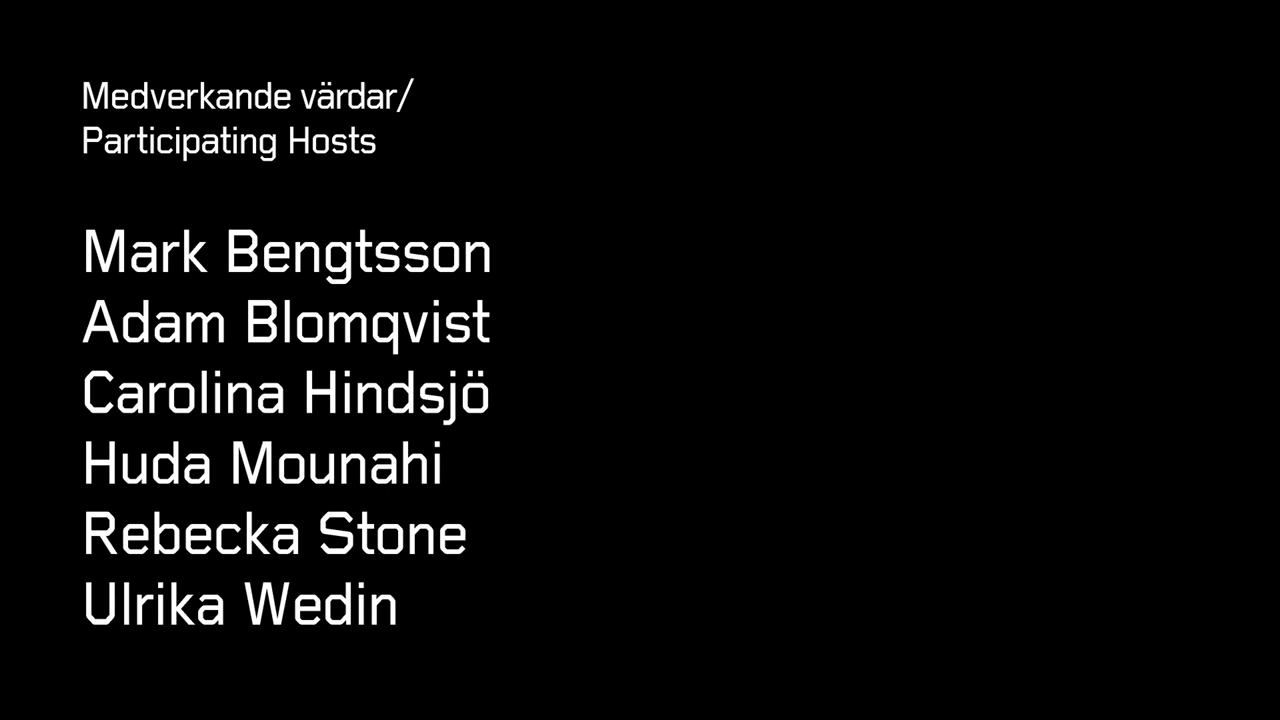 Medverkande värdar/
Participating Hosts
Mark Bengtsson
Adam Blomqvist
Carolina Hindsjö
Huda Mounahi
Rebecka Stone
Ulrika Wedin